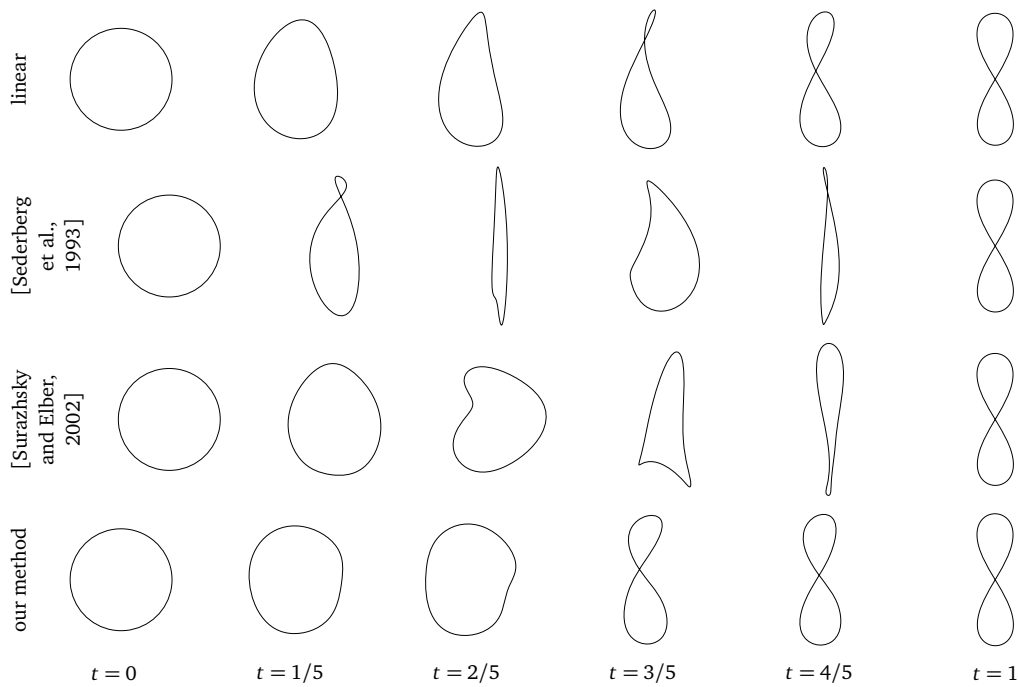 linear
[Sederberg
et al.,
1993]
[Surazhsky
and Elber,
2002]
our method
t = 0
t = 1/5
t = 2/5
t = 3/5
t = 4/5
t = 1